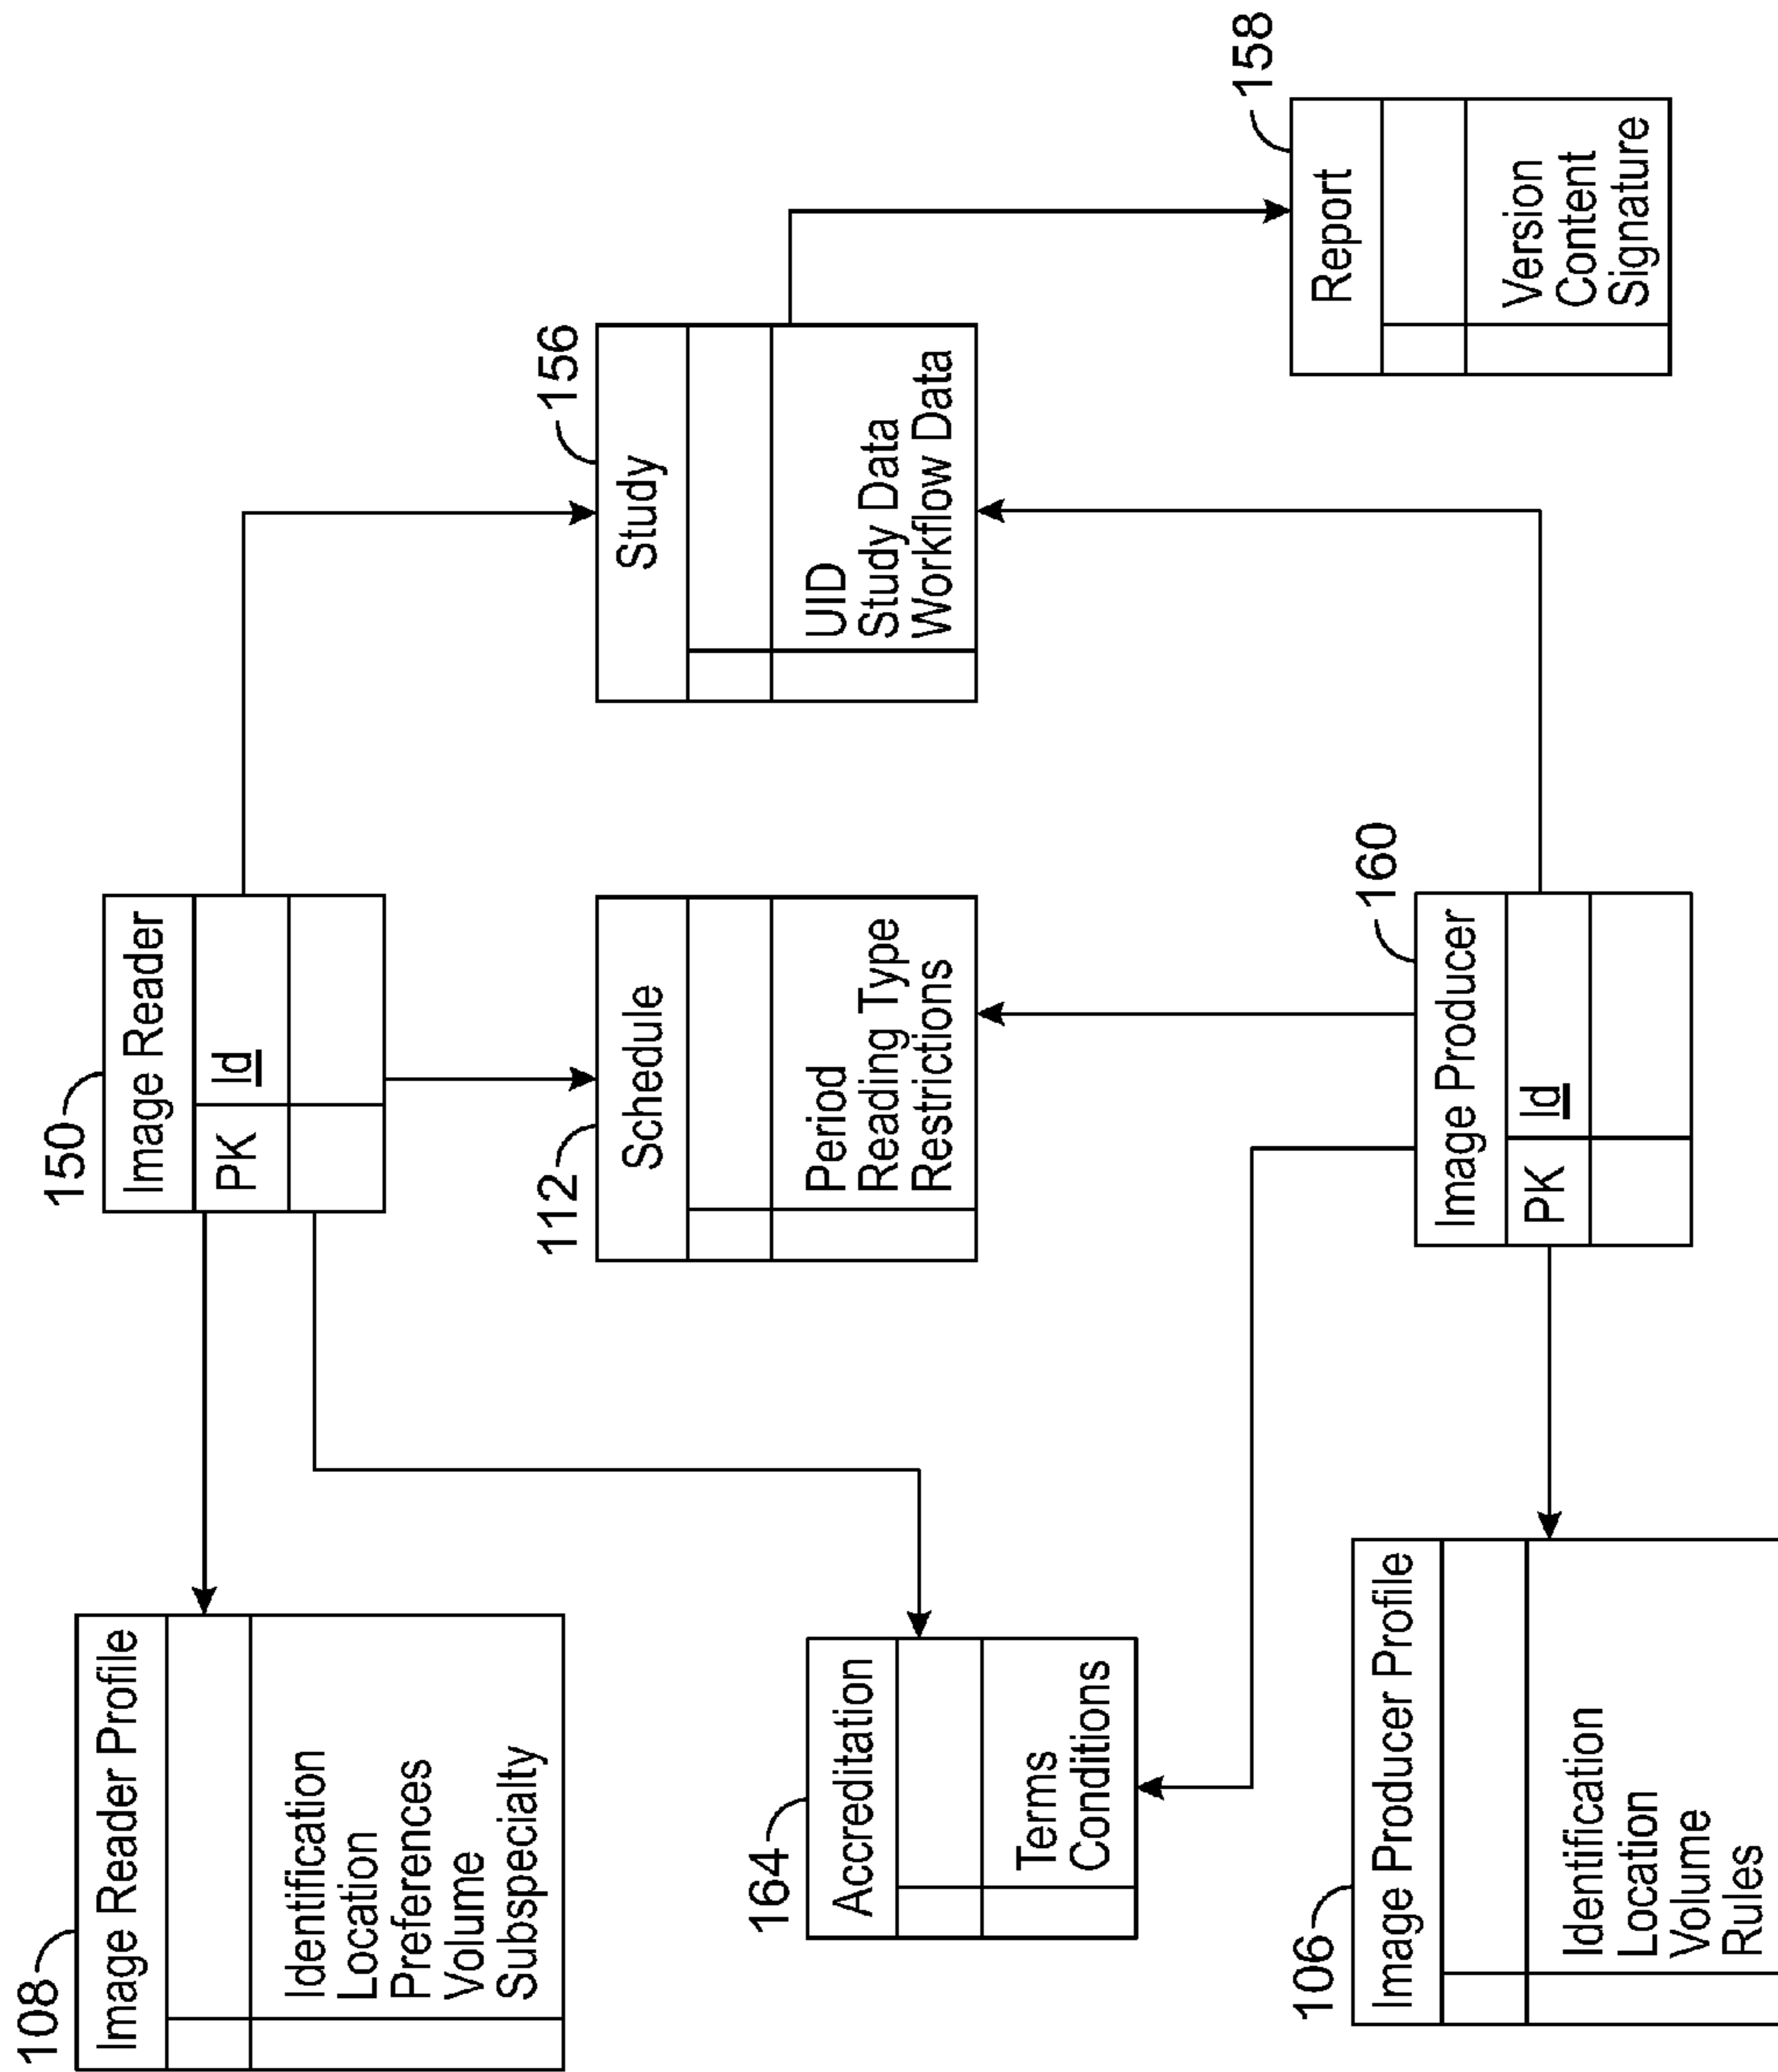 108
Image Reader Profile
Identification
Location
Preferences
Volume
Subspecialty
150
Image Reader
PK Id
156
Study
UID
Study Data
Workflow Data
112
Schedule
Period
Reading Type
Restrictions
164
Accreditation
Terms
Conditions
158
Report
Version
Content
Signature
106
Image Producer Profile
Identification
Location
Volume
Rules
160
Image Producer
PK Id